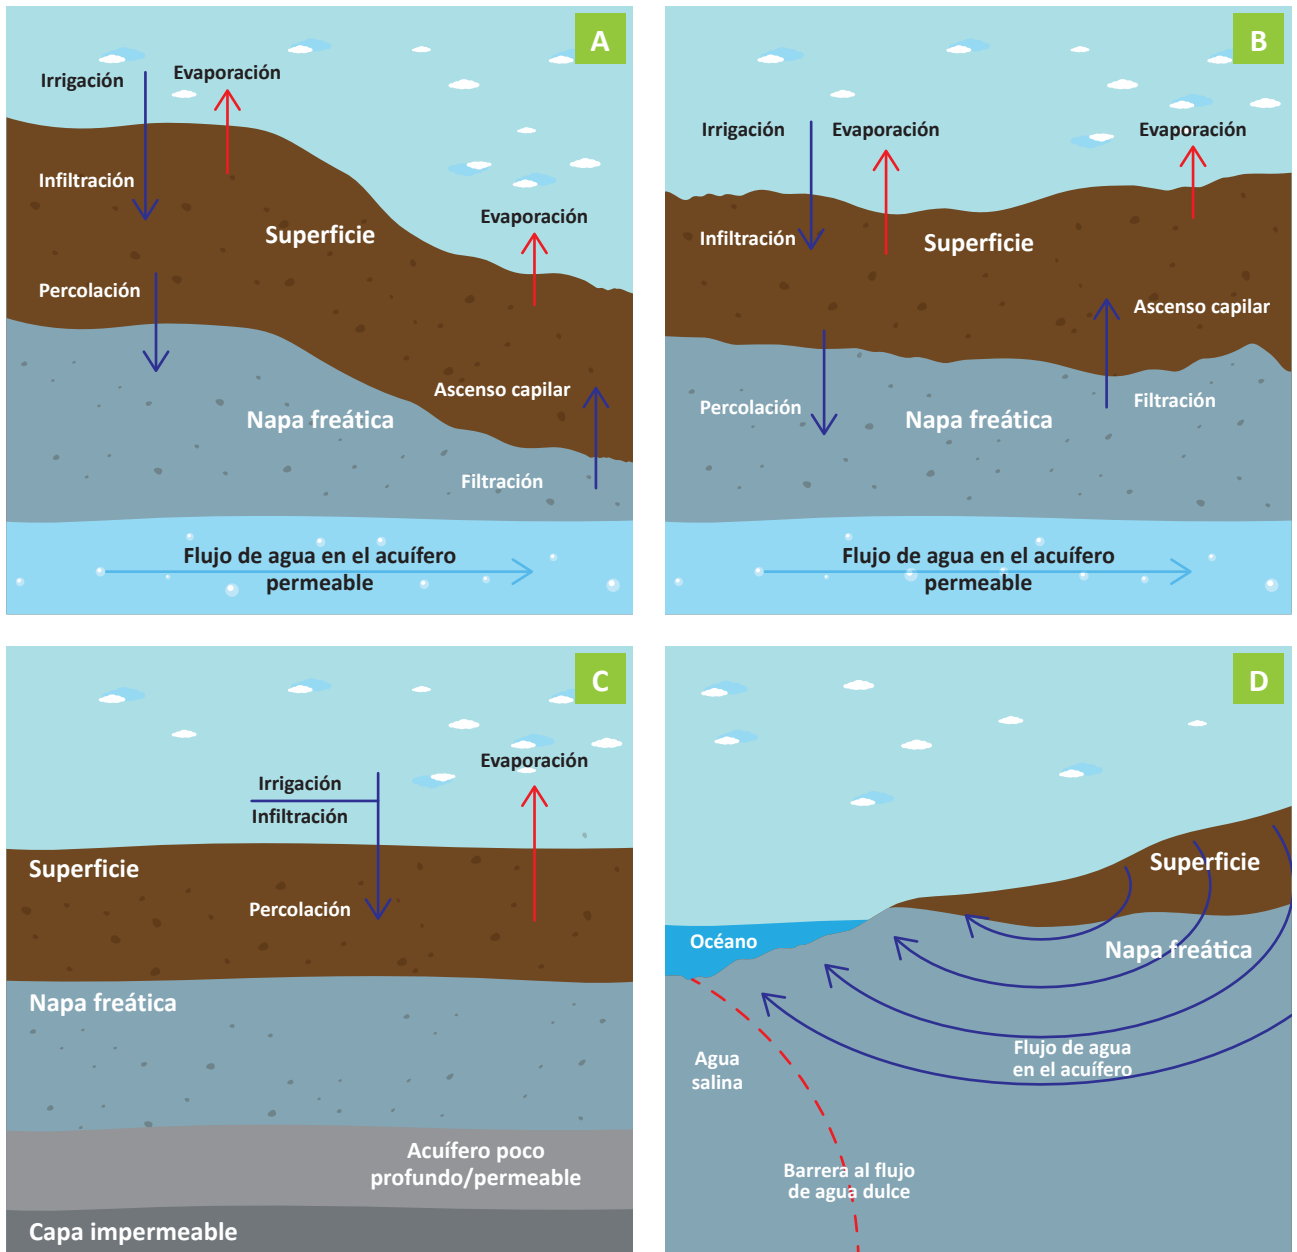 A
Irrigación
Evaporación
Infiltración
Superficie
Evaporación
Percolación
Napa freática
Ascenso capilar
Filtración
Flujo de agua en el acuífero
permeable
B
Irrigación
Evaporación
Evaporación
Infiltración
Superficie
Ascenso capilar
Percolación
Napa freática
Filtración
Flujo de agua en el acuífero
permeable
C
Evaporación
Irrigación
Infiltración
Superficie
Percolación
Napa freática
Acuífero poco
profundo/permeable
Capa impermeable
D
Superficie
Océano
Napa freática
Agua
salina
Flujo de agua
en el acuífero
Barrera al flujo
de agua dulce